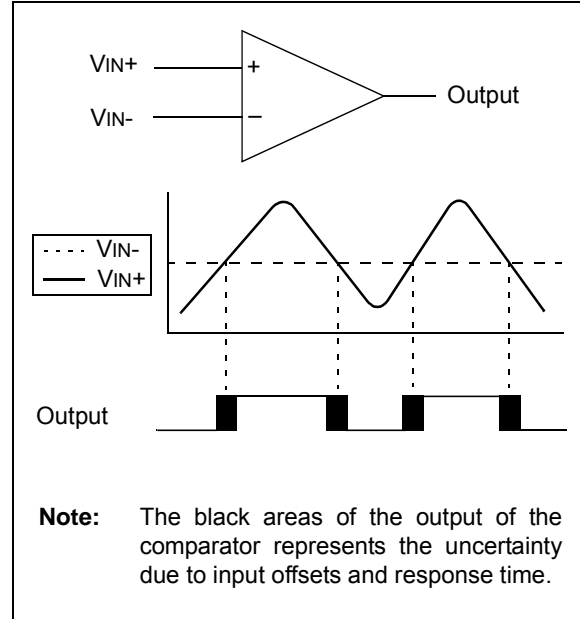 VIN+
+
Output
VIN-
–
VIN-
VIN+
Output
Note: The black areas of the output of the
comparator represents the uncertainty
due to input offsets and response time.